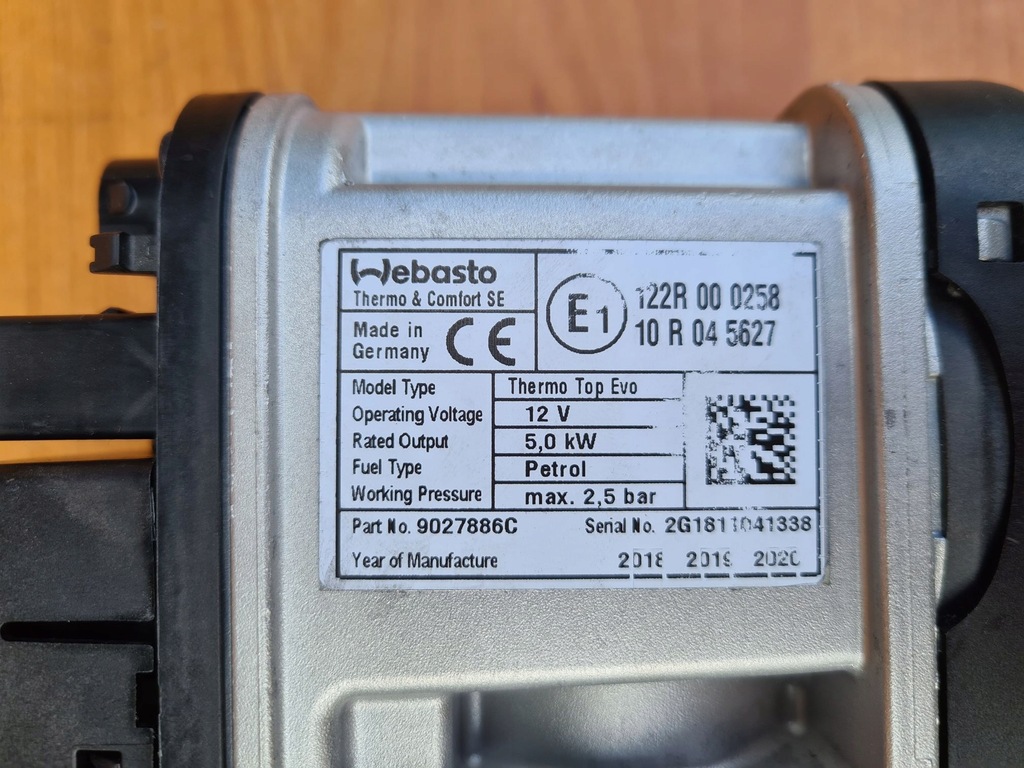 Webasto
Thermo & Comfort SE
Made in
Germany
CE
E1
122R 00 0258
10 R 04 5627
Model Type Thermo Top Evo
Operating Voltage 12 V
Rated Output 5,0 kW
Fuel Type Petrol
Working Pressure max. 2,5 bar
Part No. 9027886C Serial No. 2G1811041338
Year of Manufacture 2018 2019 2020